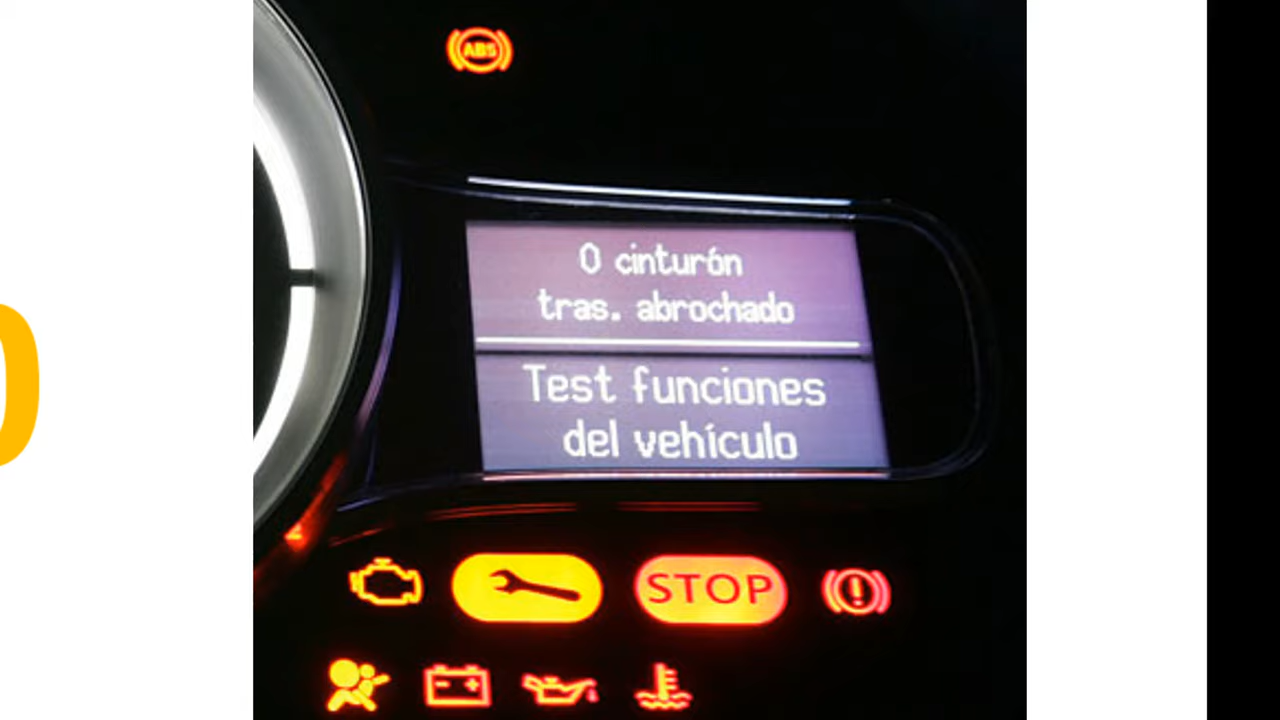 ABS
0 cinturón
tras. abrochado
Test funciones
del vehículo
STOP